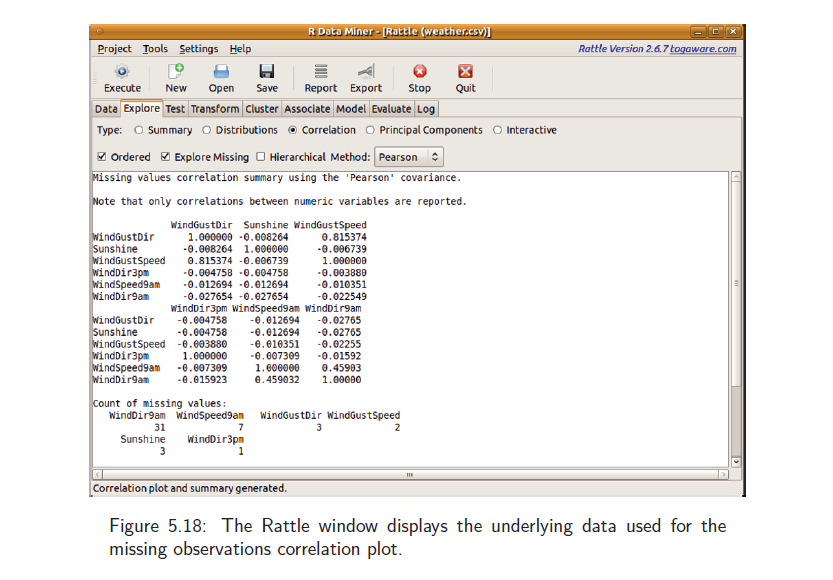 R Data Miner - [Rattle (weather.csv)]
Project Tools Settings Help Rattle Version 2.6.7 togaware.com
Execute New Open Save Report Export Stop Quit
Data Explore Test Transform Cluster Associate Model Evaluate Log
Type: Summary Distributions Correlation Principal Components Interactive
Ordered Explore Missing Hierarchical Method: Pearson
Missing values correlation summary using the 'Pearson' covariance.
Note that only correlations between numeric variables are reported.
WindGustDir Sunshine WindGustSpeed
WindGustDir 1.000000 -0.008264 0.815374
Sunshine -0.008264 1.000000 -0.006739
WindGustSpeed 0.815374 -0.006739 1.000000
WindDir3pm -0.004758 -0.004758 -0.003880
WindSpeed9am -0.012694 -0.012694 -0.010351
WindDir9am -0.027654 -0.027654 -0.022549
WindDir3pm WindSpeed9am WindDir9am
WindGustDir -0.004758 -0.012694 -0.02765
Sunshine -0.004758 -0.012694 -0.02765
WindGustSpeed -0.003880 -0.010351 -0.02255
WindDir3pm 1.000000 -0.007309 -0.01592
WindSpeed9am -0.007309 1.000000 0.45903
WindDir9am -0.015923 0.459032 1.00000
Count of missing values:
WindDir9am WindSpeed9am WindGustDir WindGustSpeed
31 7 3 2
Sunshine WindDir3pm
3 1
Correlation plot and summary generated.
Figure 5.18: The Rattle window displays the underlying data used for the
missing observations correlation plot.